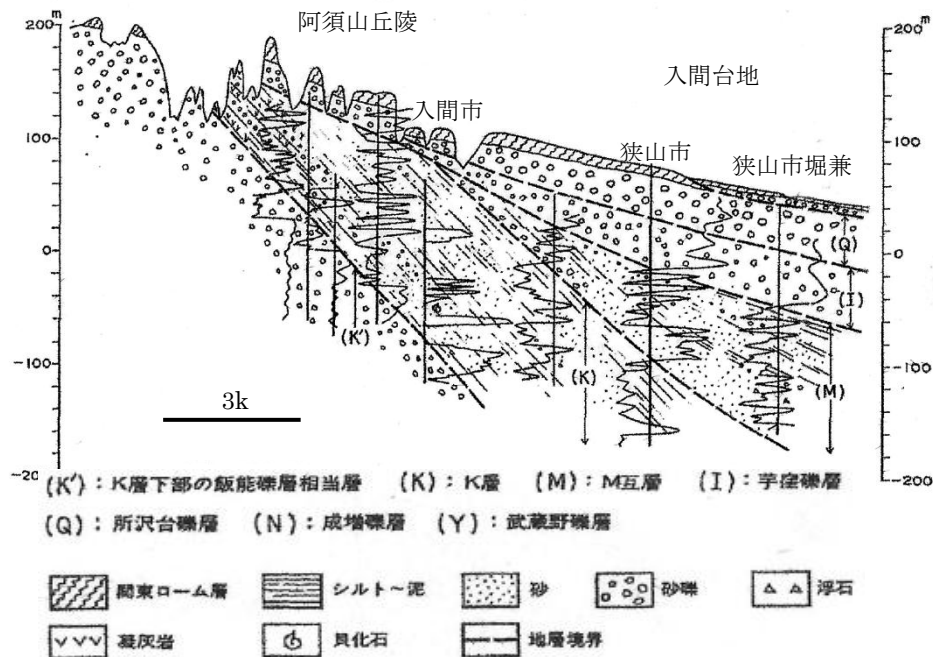 200 m
100
0
-100
-20
m 200
100
0
-100
-200
阿須山丘陵
入間台地
入間市
狭山市
狭山市堀兼
(Q)
(I)
(K')
(K)
(M)
3k
(K'): K層下部の飯能礫層相当層 (K): K層 (M): M互層 (I): 芋窪礫層
(Q): 所沢台礫層 (N): 成増礫層 (Y): 武蔵野礫層
関東ローム層 シルト〜泥 砂 砂礫 浮石
凝灰岩 貝化石 地層境界